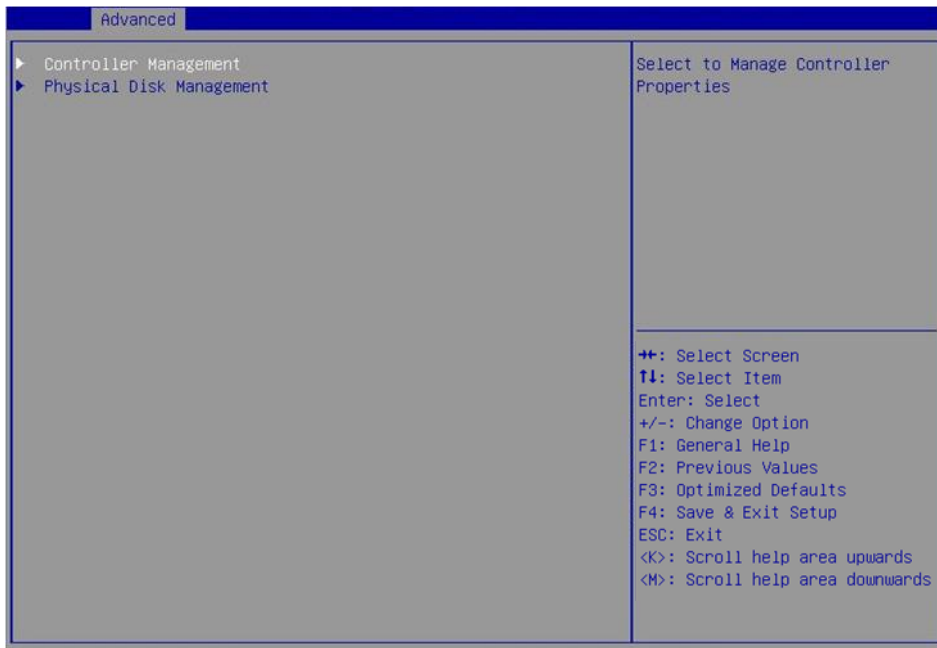 Advanced
Controller Management
Physical Disk Management
Select to Manage Controller
Properties
→←: Select Screen
↑↓: Select Item
Enter: Select
+/-: Change Option
F1: General Help
F2: Previous Values
F3: Optimized Defaults
F4: Save & Exit Setup
ESC: Exit
<K>: Scroll help area upwards
<M>: Scroll help area downwards